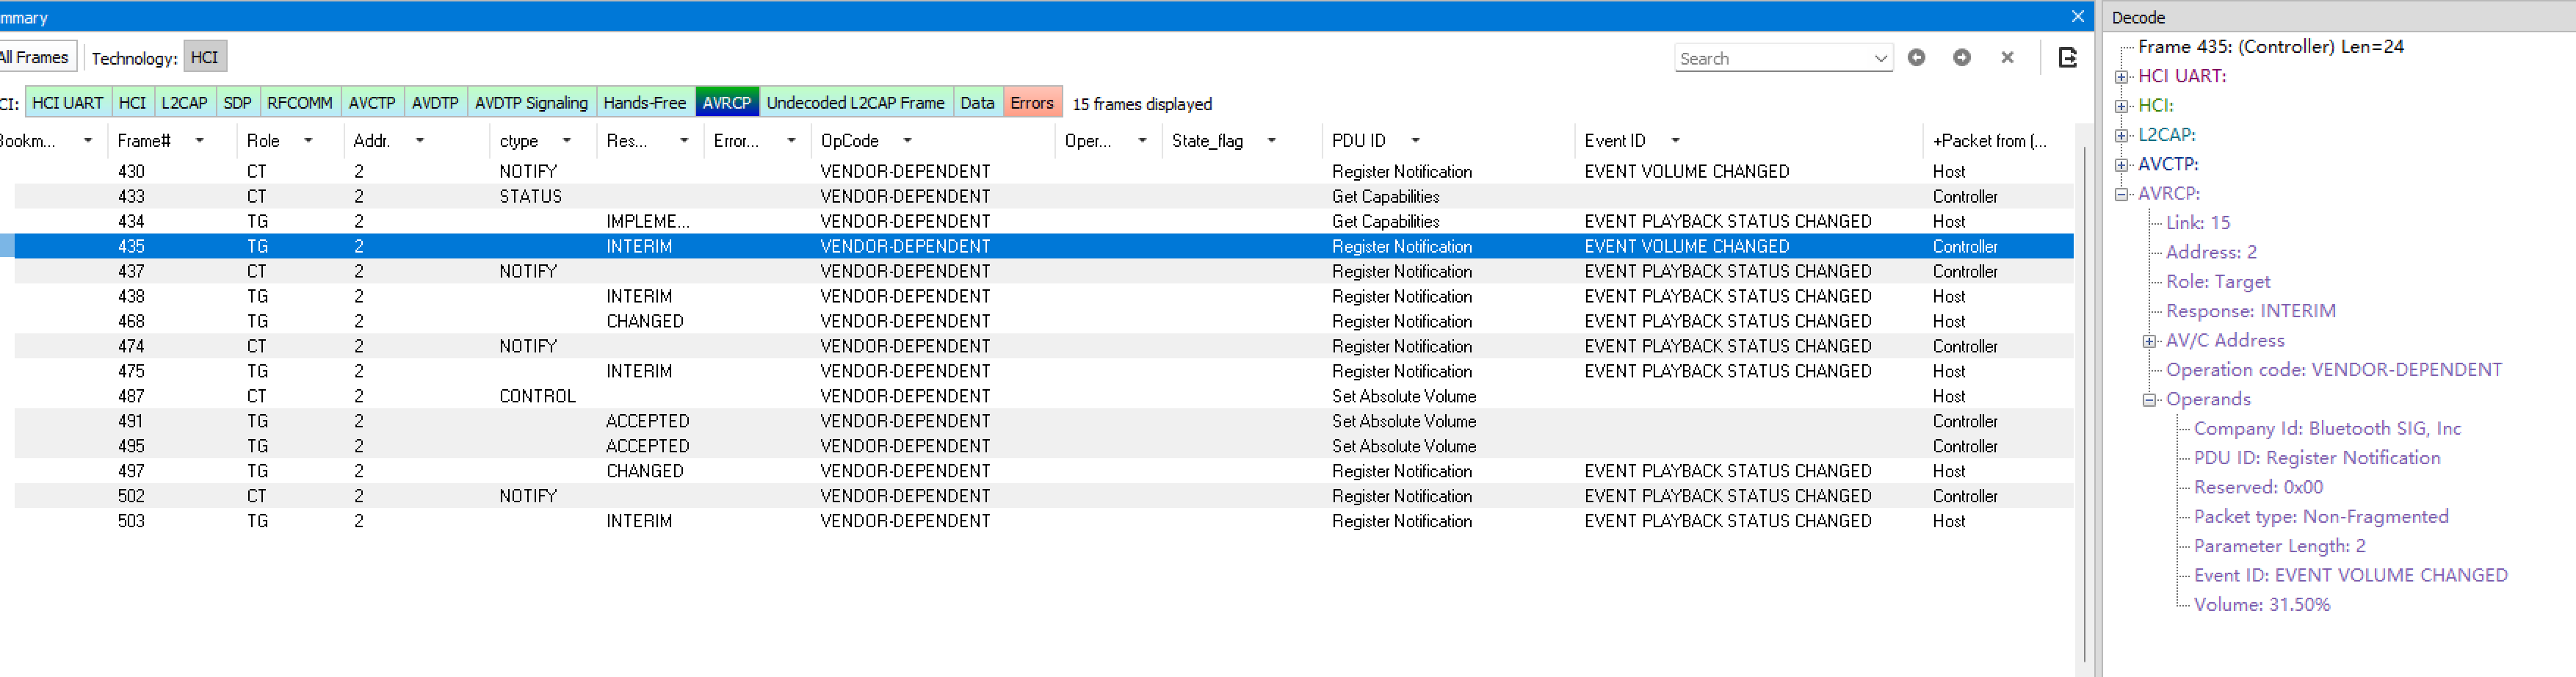 mmary
Decode
All Frames Technology: HCI Search
CI: HCI UART HCI L2CAP SDP RFCOMM AVCTP AVDTP AVDTP Signaling Hands-Free AVRCP Undecoded L2CAP Frame Data Errors 15 frames displayed
Bookm... Frame# Role Addr. ctype Res... Error... OpCode Oper... State_flag PDU ID Event ID +Packet from (...
430 CT 2 NOTIFY VENDOR-DEPENDENT Register Notification EVENT VOLUME CHANGED Host
433 CT 2 STATUS VENDOR-DEPENDENT Get Capabilities Controller
434 TG 2 IMPLEME... VENDOR-DEPENDENT Get Capabilities EVENT PLAYBACK STATUS CHANGED Host
435 TG 2 INTERIM VENDOR-DEPENDENT Register Notification EVENT VOLUME CHANGED Controller
437 CT 2 NOTIFY VENDOR-DEPENDENT Register Notification EVENT PLAYBACK STATUS CHANGED Controller
438 TG 2 INTERIM VENDOR-DEPENDENT Register Notification EVENT PLAYBACK STATUS CHANGED Host
468 TG 2 CHANGED VENDOR-DEPENDENT Register Notification EVENT PLAYBACK STATUS CHANGED Host
474 CT 2 NOTIFY VENDOR-DEPENDENT Register Notification EVENT PLAYBACK STATUS CHANGED Controller
475 TG 2 INTERIM VENDOR-DEPENDENT Register Notification EVENT PLAYBACK STATUS CHANGED Host
487 CT 2 CONTROL VENDOR-DEPENDENT Set Absolute Volume Host
491 TG 2 ACCEPTED VENDOR-DEPENDENT Set Absolute Volume Controller
495 TG 2 ACCEPTED VENDOR-DEPENDENT Set Absolute Volume Controller
497 TG 2 CHANGED VENDOR-DEPENDENT Register Notification EVENT PLAYBACK STATUS CHANGED Host
502 CT 2 NOTIFY VENDOR-DEPENDENT Register Notification EVENT PLAYBACK STATUS CHANGED Controller
503 TG 2 INTERIM VENDOR-DEPENDENT Register Notification EVENT PLAYBACK STATUS CHANGED Host
Frame 435: (Controller) Len=24
HCI UART:
HCI:
L2CAP:
AVCTP:
AVRCP:
Link: 15
Address: 2
Role: Target
Response: INTERIM
AV/C Address
Operation code: VENDOR-DEPENDENT
Operands
Company Id: Bluetooth SIG, Inc
PDU ID: Register Notification
Reserved: 0x00
Packet type: Non-Fragmented
Parameter Length: 2
Event ID: EVENT VOLUME CHANGED
Volume: 31.50%